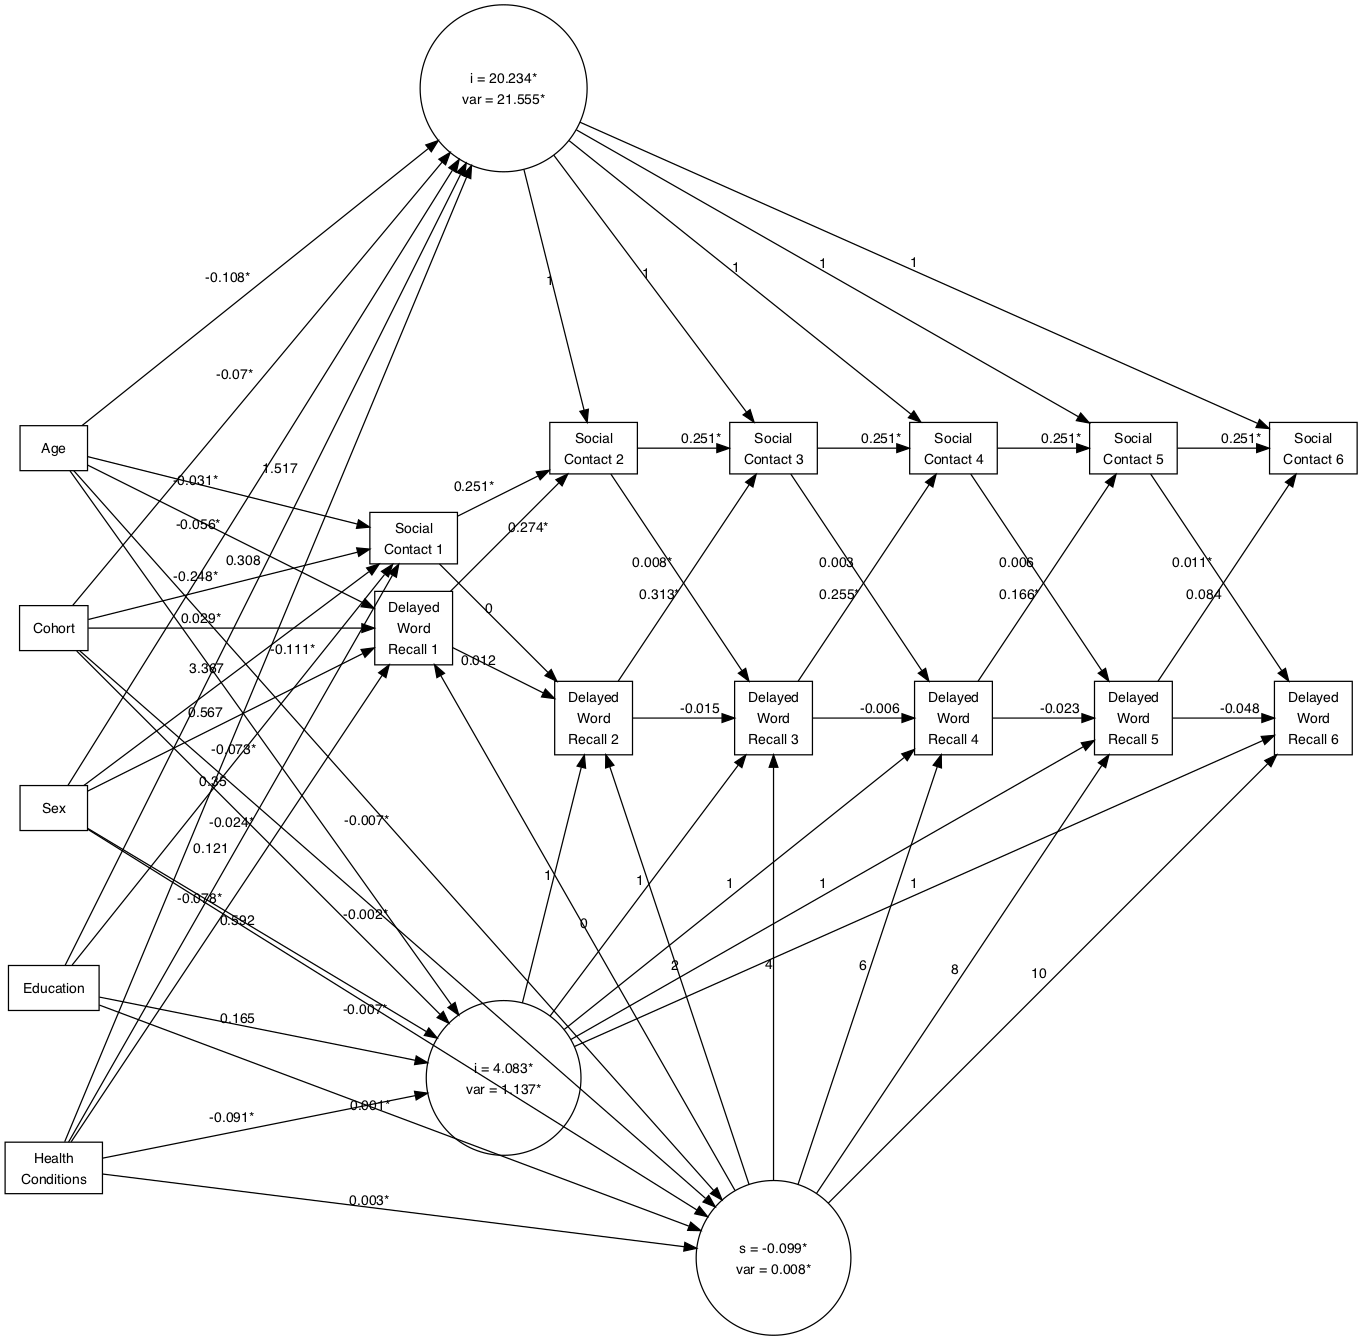 i = 20.234*
var = 21.555*
-0.108*
1
1
1
1
1
-0.07*
Age
Social
Contact 2
Social
Contact 3
Social
Contact 4
Social
Contact 5
Social
Contact 6
0.251*
0.251*
0.251*
0.251*
0.251*
1.517
-0.031*
-0.056*
0.274*
Social
Contact 1
0.308
-0.248*
0.029*
0.008*
0.003
0.006
0.011*
0.313*
0.255*
0.166*
0.084
0
Cohort
Delayed
Word
Recall 1
-0.111*
3.367
0.012
0.567
-0.073*
0.35
Delayed
Word
Recall 2
Delayed
Word
Recall 3
Delayed
Word
Recall 4
Delayed
Word
Recall 5
Delayed
Word
Recall 6
-0.015
-0.006
-0.023
-0.048
Sex
-0.024*
-0.007*
0.121
-0.078*
0.592
-0.002*
1
1
1
1
1
0
2
4
6
8
10
Education
-0.007*
0.165
i = 4.083*
var = 1.137*
-0.091*
0.001*
Health
Conditions
0.003*
s = -0.099*
var = 0.008*